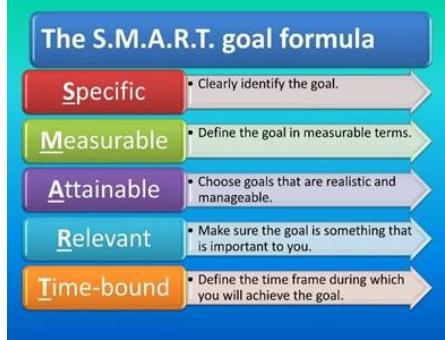 The S.M.A.R.T. goal formula
Specific
• Clearly identify the goal.
Measurable
• Define the goal in measurable terms.
Attainable
• Choose goals that are realistic and
manageable.
Relevant
• Make sure the goal is something that
is important to you.
Time-bound
• Define the time frame during which
you will achieve the goal.